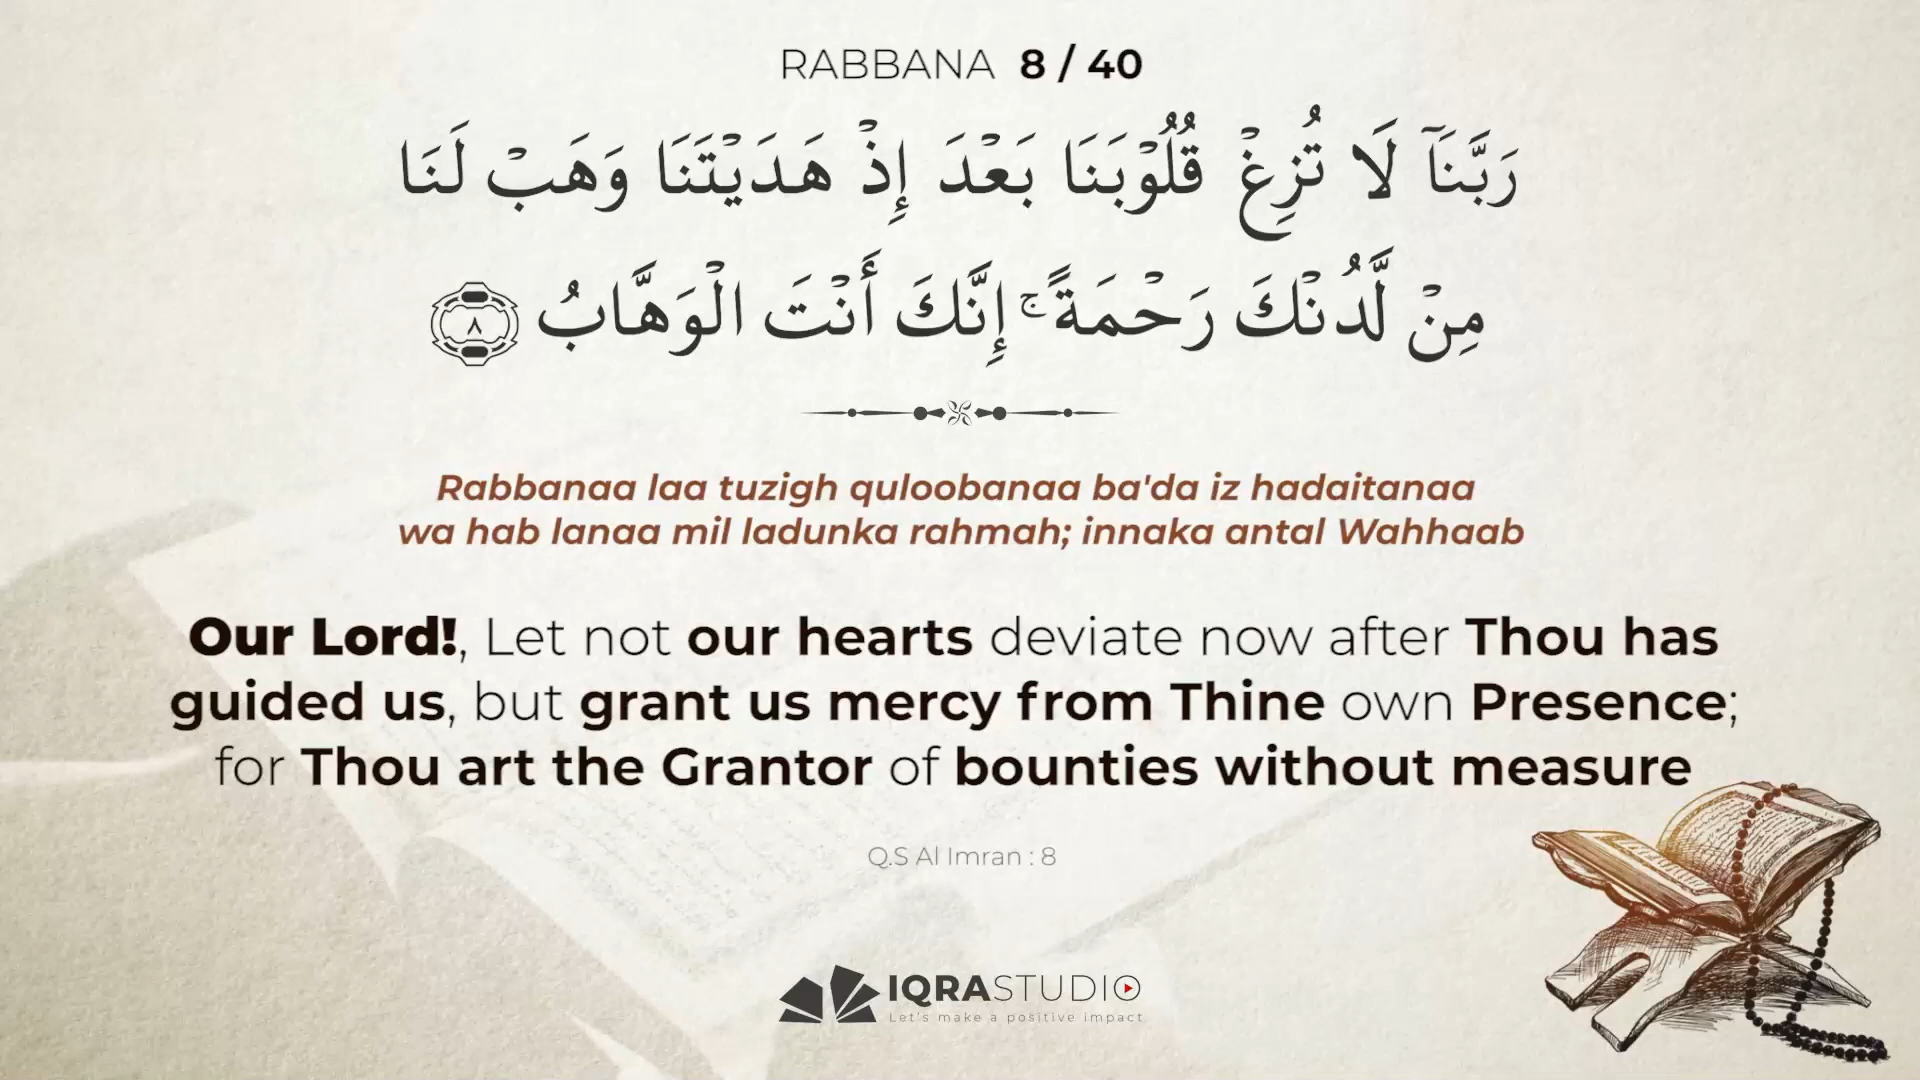 RABBANA 8 / 40
رَبَّنَآ لَا تُزِغْ قُلُوْبَنَا بَعْدَ إِذْ هَدَيْتَنَا وَهَبْ لَنَا
مِنْ لَّدُنْكَ رَحْمَةً ۚ إِنَّكَ أَنْتَ الْوَهَّابُ ٨
Rabbanaa laa tuzigh quloobanaa ba'da iz hadaitanaa
wa hab lanaa mil ladunka rahmah; innaka antal Wahhaab
Our Lord!, Let not our hearts deviate now after Thou has
guided us, but grant us mercy from Thine own Presence;
for Thou art the Grantor of bounties without measure
Q.S Al Imran : 8
IQRASTUDIO
Let's make a positive impact